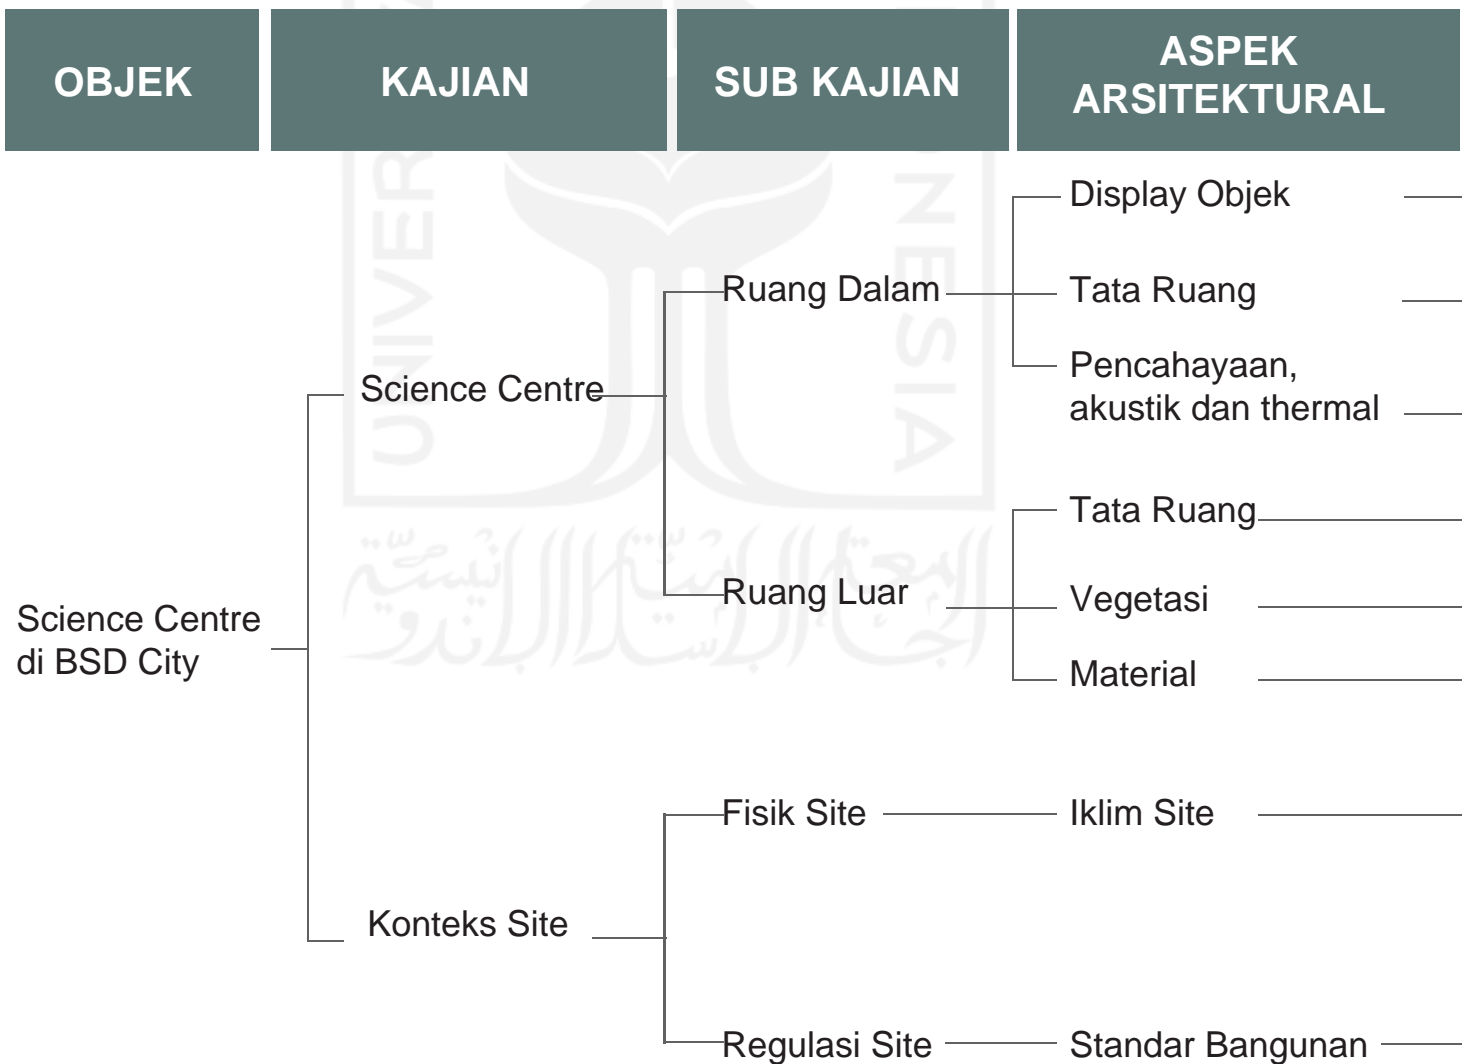 OBJEK
KAJIAN
SUB KAJIAN
ASPEK
ARSITEKTURAL
Display Objek
Ruang Dalam
Tata Ruang
Pencahayaan,
akustik dan thermal
Science Centre
Tata Ruang
Ruang Luar
Vegetasi
Material
Science Centre
di BSD City
Fisik Site
Iklim Site
Konteks Site
Regulasi Site
Standar Bangunan